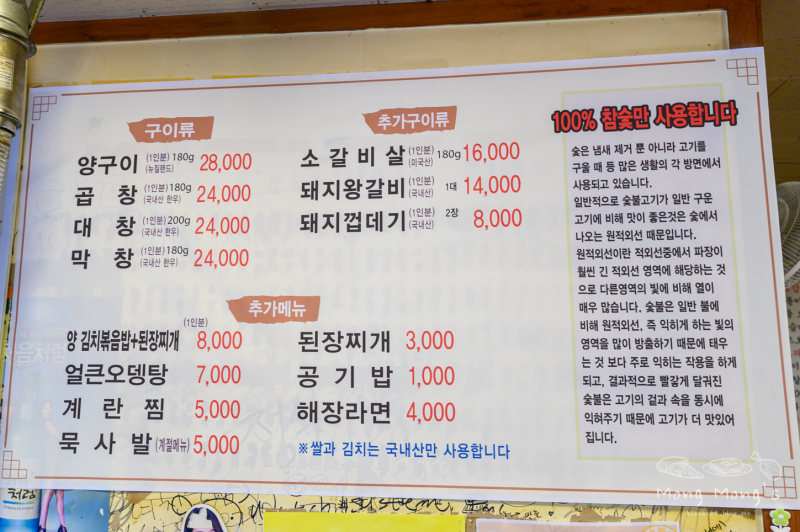 구이류
양구이 (1인분) 180g (뉴질랜드) 28,000
곱 창 (1인분) 180g (국내산 한우) 24,000
대 창 (1인분) 200g (국내산 한우) 24,000
막 창 (1인분) 180g (국내산 한우) 24,000
추가구이류
소 갈 비 살 (1인분) (미국산) 180g 16,000
돼지왕갈비 (1인분) (국내산) 1대 14,000
돼지껍데기 (1인분) (국내산) 2장 8,000
추가메뉴
(1인분)
양 김치볶음밥+된장찌개 8,000
얼큰오뎅탕 7,000
계 란 찜 5,000
묵 사 발 (계절메뉴) 5,000
된장찌개 3,000
공 기 밥 1,000
해장라면 4,000
※쌀과 김치는 국내산만 사용합니다
100% 참숯만 사용합니다
숯은 냄새 제거 뿐 아니라 고기를
구울 때 등 많은 생활의 각 방면에서
사용되고 있습니다.
일반적으로 숯불고기가 일반 구운
고기에 비해 맛이 좋은것은 숯에서
나오는 원적외선 때문입니다.
원적외선이란 적외선중에서 파장이
훨씬 긴 적외선 영역에 해당하는 것
으로 다른영역의 빛에 비해 열이
매우 많습니다. 숯불은 일반 불에
비해 원적외선, 즉 익히게 하는 빛의
영역을 많이 방출하기 때문에 태우
는 것 보다 주로 익히는 작용을 하게
되고, 결과적으로 빨갛게 달궈진
숯불은 고기의 겉과 속을 동시에
익혀주기 때문에 고기가 더 맛있어
집니다.
Mong Mong's
처럼